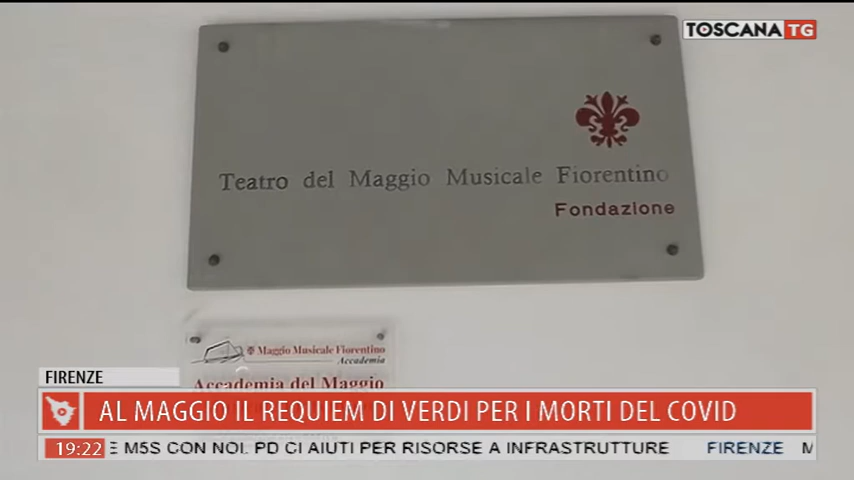 TOSCANA TG
Teatro del Maggio Musicale Fiorentino
Fondazione
Maggio Musicale Fiorentino
Accademia
Accademia del Maggio
FIRENZE
AL MAGGIO IL REQUIEM DI VERDI PER I MORTI DEL COVID
19:22 E M5S CON NOI. PD CI AIUTI PER RISORSE A INFRASTRUTTURE FIRENZE M